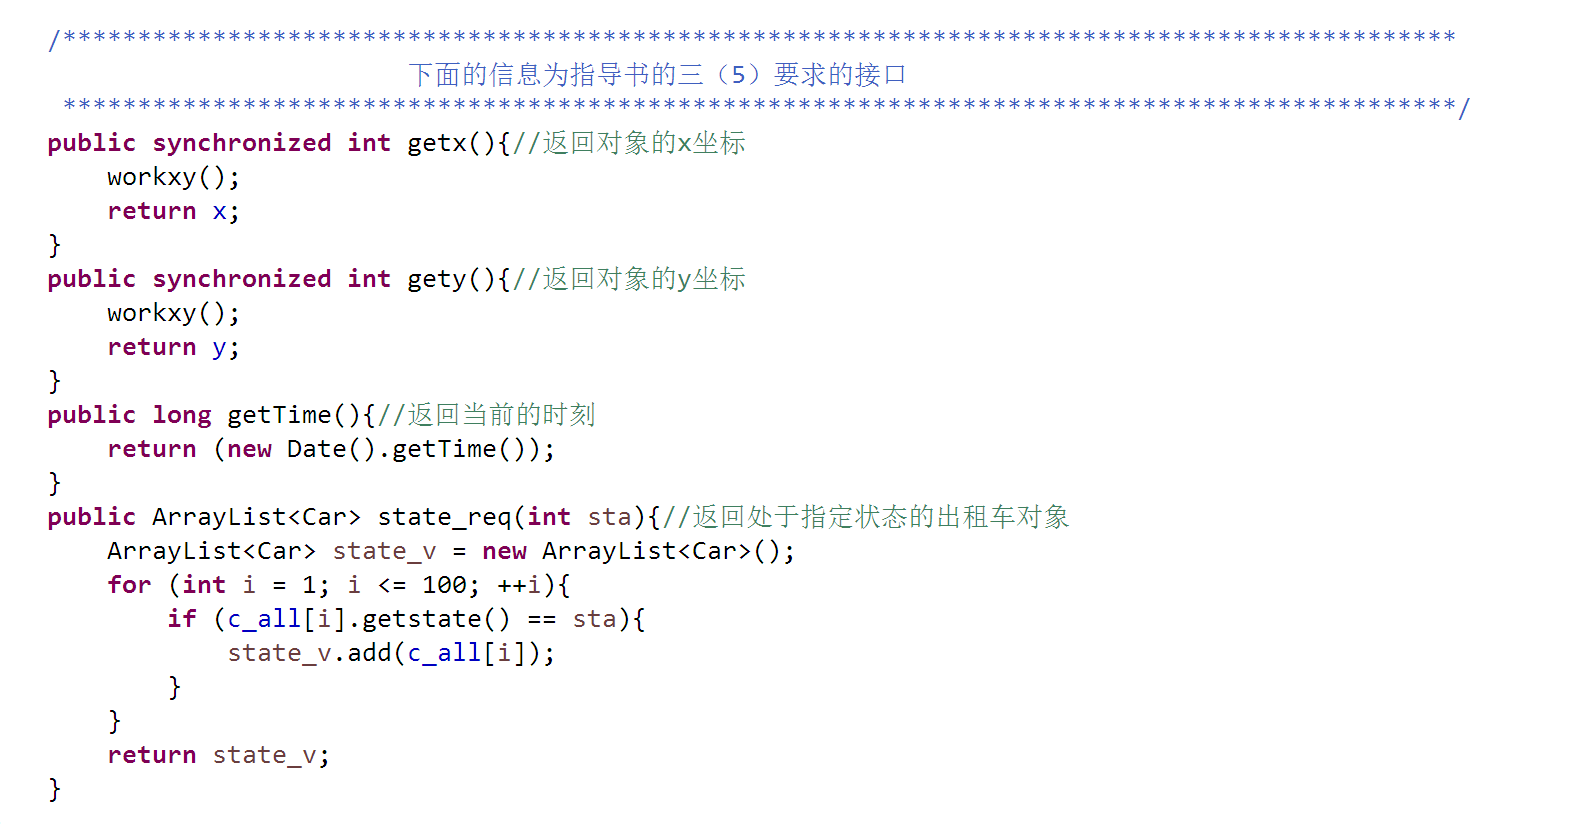 /*********************************************************************************************
下面的信息为指导书的三（5）要求的接口
*********************************************************************************************/
public synchronized int getx(){//返回对象的x坐标
    workxy();
    return x;
}
public synchronized int gety(){//返回对象的y坐标
    workxy();
    return y;
}
public long getTime(){//返回当前的时刻
    return (new Date().getTime());
}
public ArrayList<Car> state_req(int sta){//返回处于指定状态的出租车对象
    ArrayList<Car> state_v = new ArrayList<Car>();
    for (int i = 1; i <= 100; ++i){
        if (c_all[i].getstate() == sta){
            state_v.add(c_all[i]);
        }
    }
    return state_v;
}